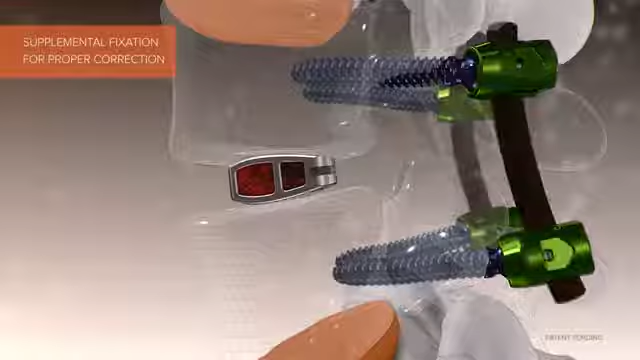 SUPPLEMENTAL FIXATION
FOR PROPER CORRECTION
PATENT PENDING